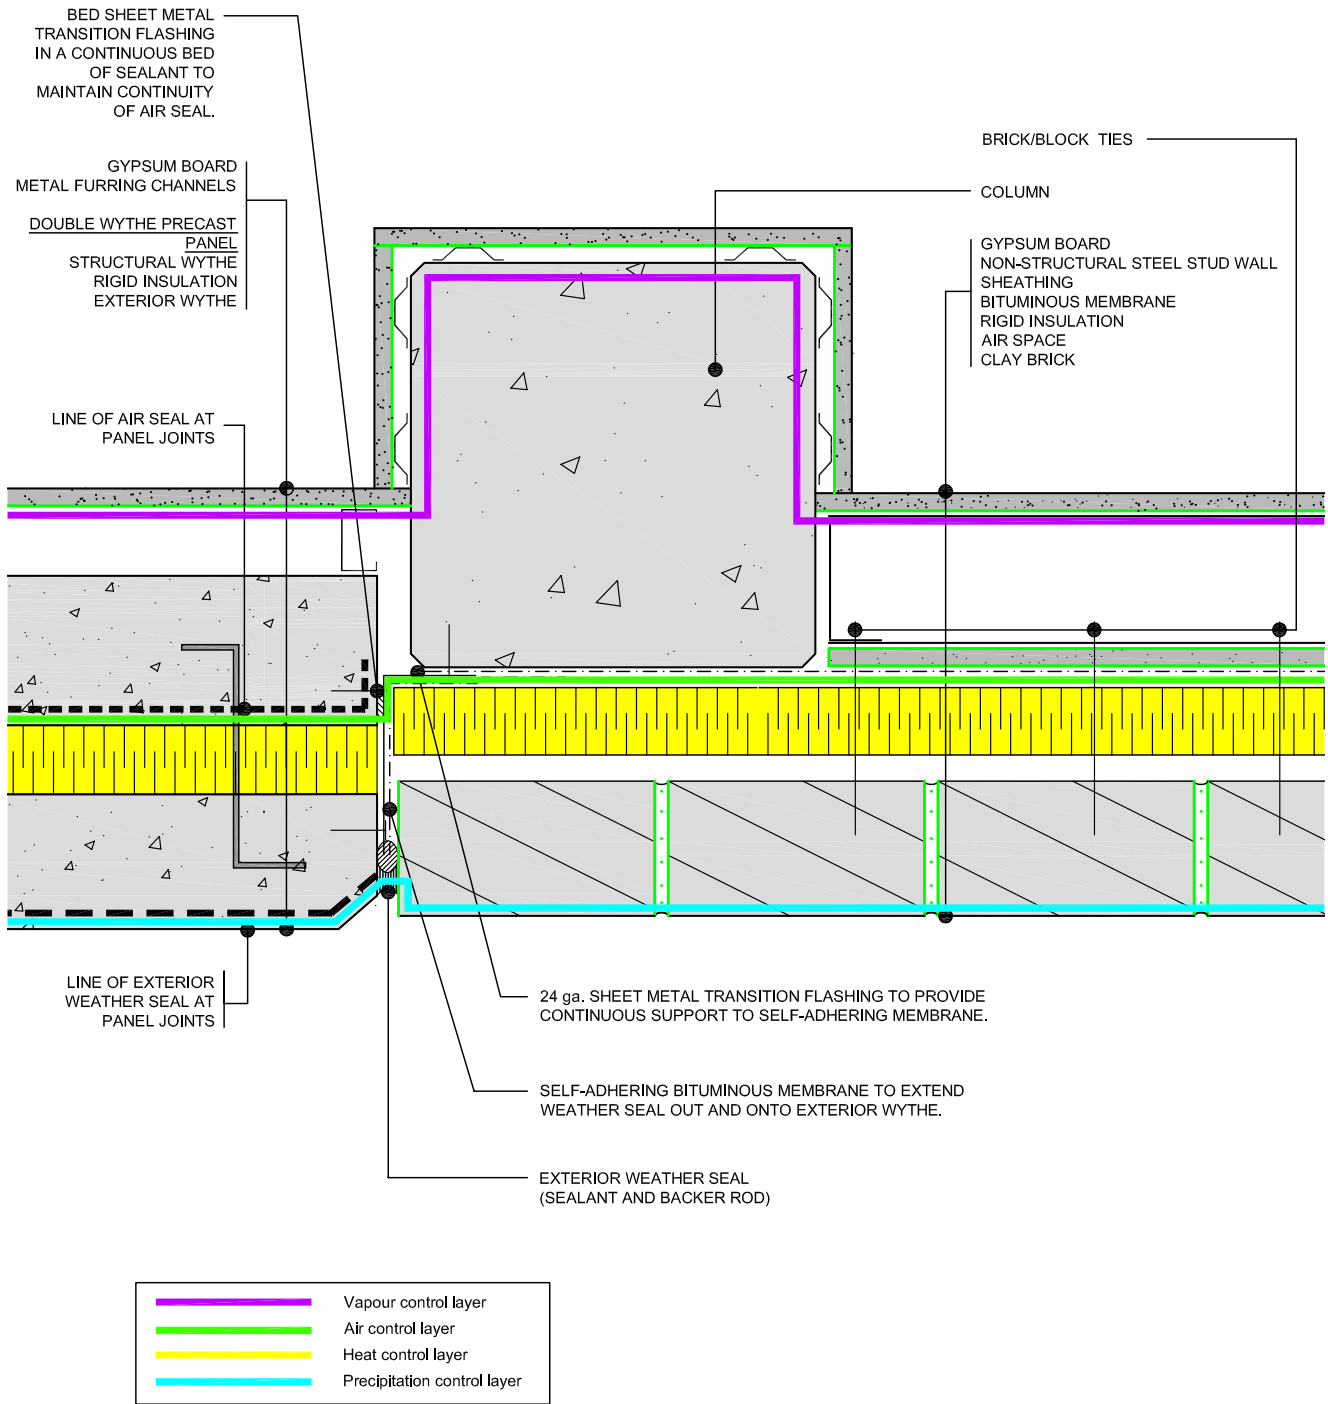 BED SHEET METAL
TRANSITION FLASHING
IN A CONTINUOUS BED
OF SEALANT TO
MAINTAIN CONTINUITY
OF AIR SEAL.
GYPSUM BOARD
METAL FURRING CHANNELS
DOUBLE WYTHE PRECAST
PANEL
STRUCTURAL WYTHE
RIGID INSULATION
EXTERIOR WYTHE
LINE OF AIR SEAL AT
PANEL JOINTS
BRICK/BLOCK TIES
COLUMN
GYPSUM BOARD
NON-STRUCTURAL STEEL STUD WALL
SHEATHING
BITUMINOUS MEMBRANE
RIGID INSULATION
AIR SPACE
CLAY BRICK
LINE OF EXTERIOR
WEATHER SEAL AT
PANEL JOINTS
24 ga. SHEET METAL TRANSITION FLASHING TO PROVIDE
CONTINUOUS SUPPORT TO SELF-ADHERING MEMBRANE.
SELF-ADHERING BITUMINOUS MEMBRANE TO EXTEND
WEATHER SEAL OUT AND ONTO EXTERIOR WYTHE.
EXTERIOR WEATHER SEAL
(SEALANT AND BACKER ROD)
Vapour control layer
Air control layer
Heat control layer
Precipitation control layer